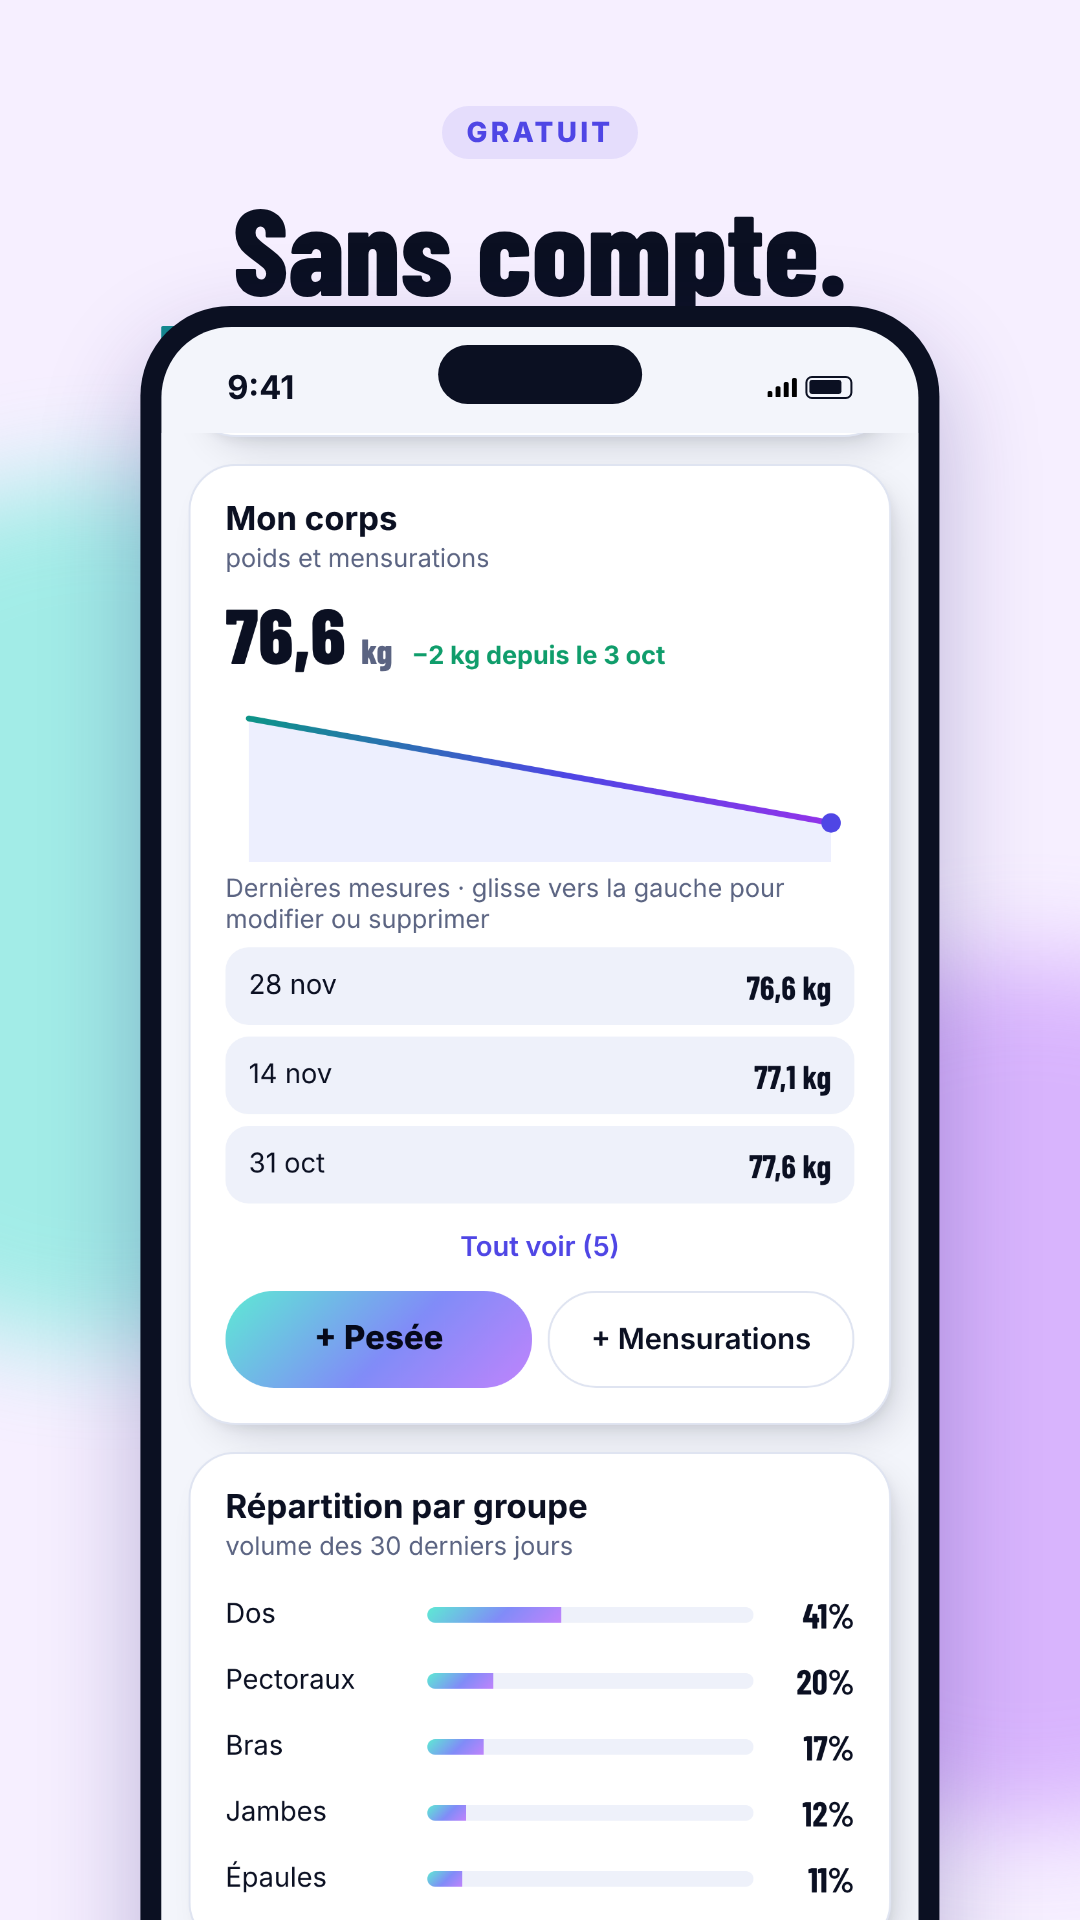 GRATUIT
Sans compte.
9:41
Mon corps
poids et mensurations
76,6 kg −2 kg depuis le 3 oct
Dernières mesures · glisse vers la gauche pour
modifier ou supprimer
28 nov 76,6 kg
14 nov 77,1 kg
31 oct 77,6 kg
Tout voir (5)
+ Pesée + Mensurations
Répartition par groupe
volume des 30 derniers jours
Dos 41%
Pectoraux 20%
Bras 17%
Jambes 12%
Épaules 11%